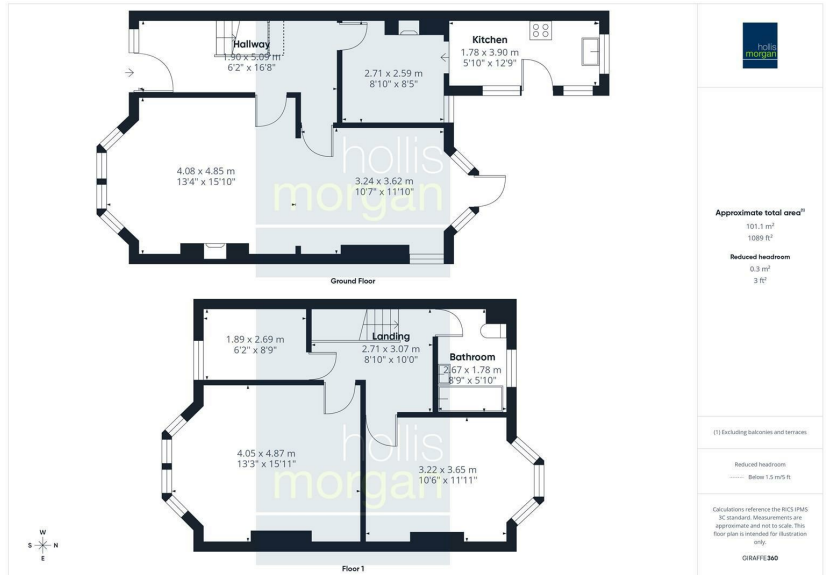 Hallway
1.90 x 5.09 m
6'2" x 16'8"
2.71 x 2.59 m
8'10" x 8'5"
Kitchen
1.78 x 3.90 m
5'10" x 12'9"
4.08 x 4.85 m
13'4" x 15'10"
3.24 x 3.62 m
10'7" x 11'10"
hollis
morgan
Ground Floor
1.89 x 2.69 m
6'2" x 8'9"
Landing
2.71 x 3.07 m
8'10" x 10'0"
Bathroom
2.67 x 1.78 m
8'9" x 5'10"
4.05 x 4.87 m
13'3" x 15'11"
3.22 x 3.65 m
10'6" x 11'11"
hollis
morgan
Floor 1
W
S N
E
hollis
morgan
Approximate total area(1)
101.1 m²
1089 ft²
Reduced headroom
0.3 m²
3 ft²
(1) Excluding balconies and terraces
Reduced headroom
Below 1.5 m/5 ft
Calculations reference the RICS IPMS
3C standard. Measurements are
approximate and not to scale. This
floor plan is intended for illustration
only.
GIRAFFE360